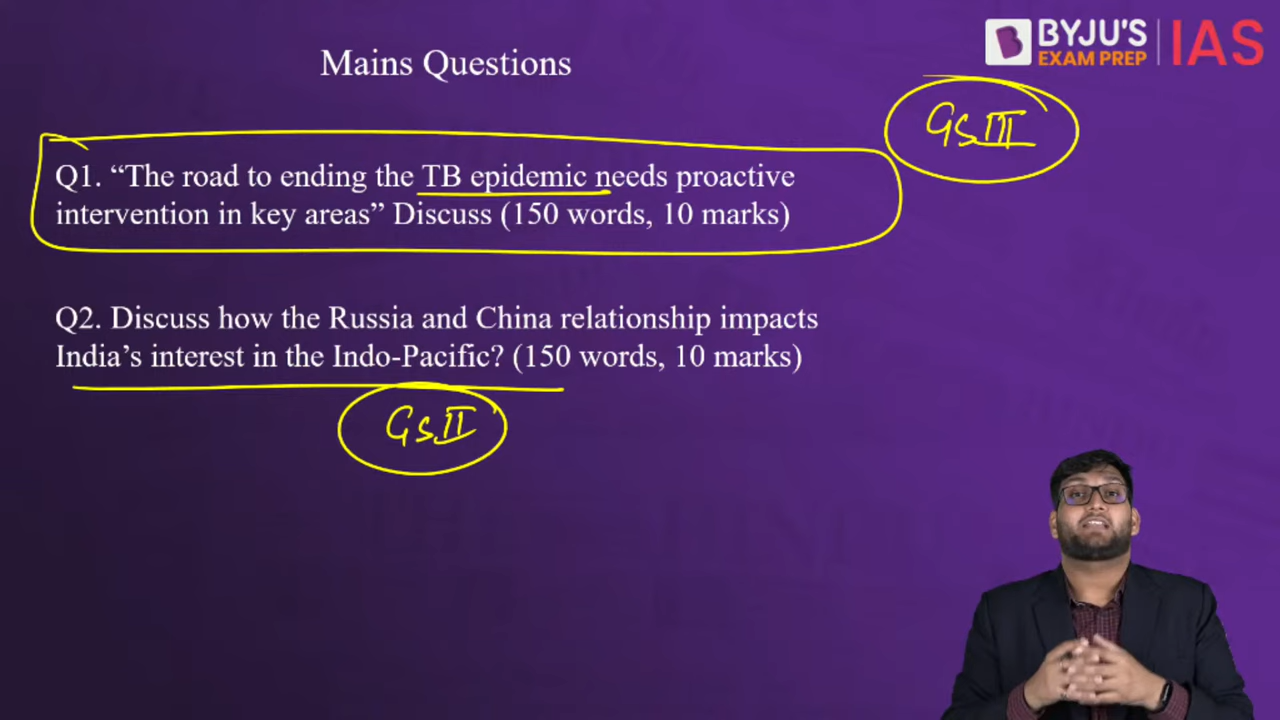 Mains Questions
BYJU'S
EXAM PREP
IAS
GS III
Q1. “The road to ending the TB epidemic needs proactive
intervention in key areas” Discuss (150 words, 10 marks)
Q2. Discuss how the Russia and China relationship impacts
India’s interest in the Indo-Pacific? (150 words, 10 marks)
GS II